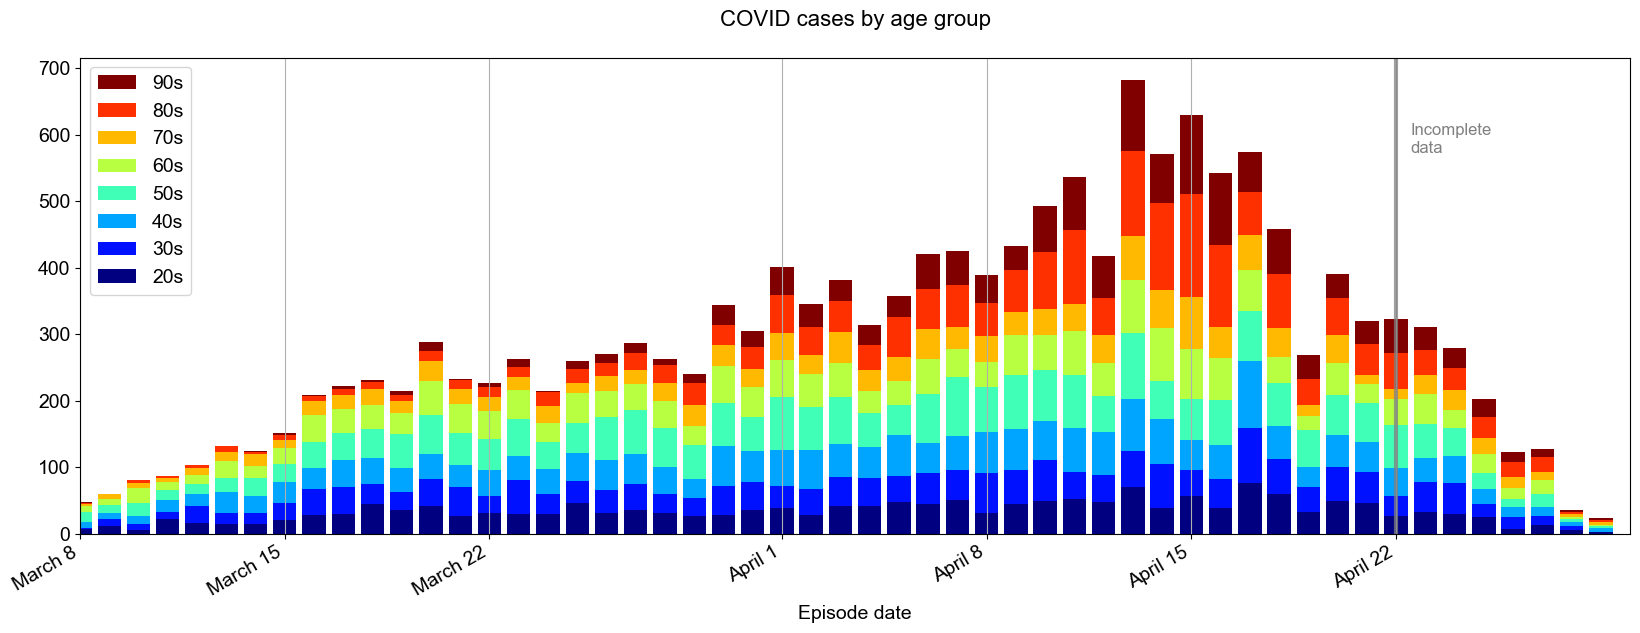 COVID cases by age group
700
600
500
400
300
200
100
0
90s
80s
70s
60s
50s
40s
30s
20s
Incomplete
data
March 8
March 15
March 22
April 1
April 8
April 15
April 22
Episode date